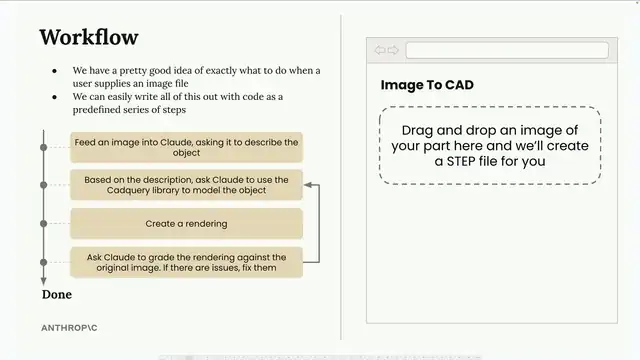 Workflow
● We have a pretty good idea of exactly what to do when a
user supplies an image file
● We can easily write all of this out with code as a
predefined series of steps
Feed an image into Claude, asking it to describe the
object
Based on the description, ask Claude to use the
Cadquery library to model the object
Create a rendering
Ask Claude to grade the rendering against the
original image. If there are issues, fix them
Done
ANTHROP\C
Image To CAD
Drag and drop an image of
your part here and we'll create
a STEP file for you